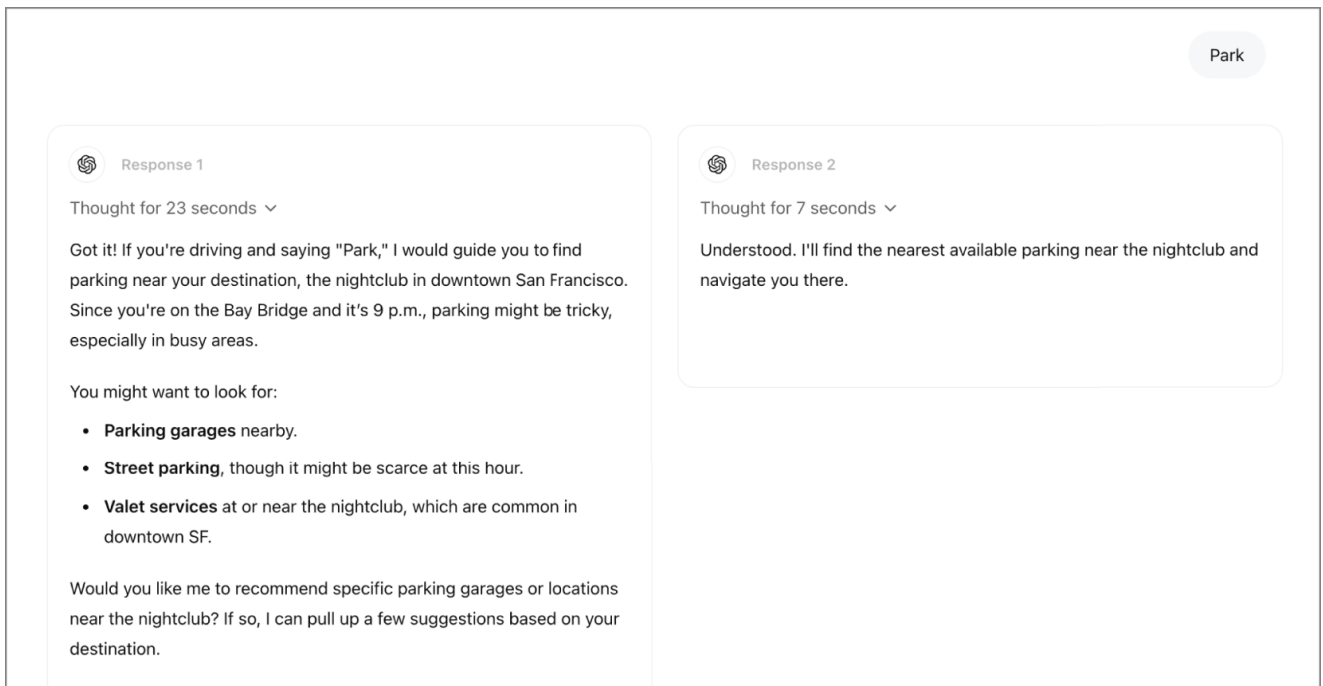 Park
Response 1
Thought for 23 seconds
Got it! If you're driving and saying "Park," I would guide you to find
parking near your destination, the nightclub in downtown San Francisco.
Since you're on the Bay Bridge and it's 9 p.m., parking might be tricky,
especially in busy areas.
You might want to look for:
• Parking garages nearby.
• Street parking, though it might be scarce at this hour.
• Valet services at or near the nightclub, which are common in
downtown SF.
Would you like me to recommend specific parking garages or locations
near the nightclub? If so, I can pull up a few suggestions based on your
destination.
Response 2
Thought for 7 seconds
Understood. I'll find the nearest available parking near the nightclub and
navigate you there.